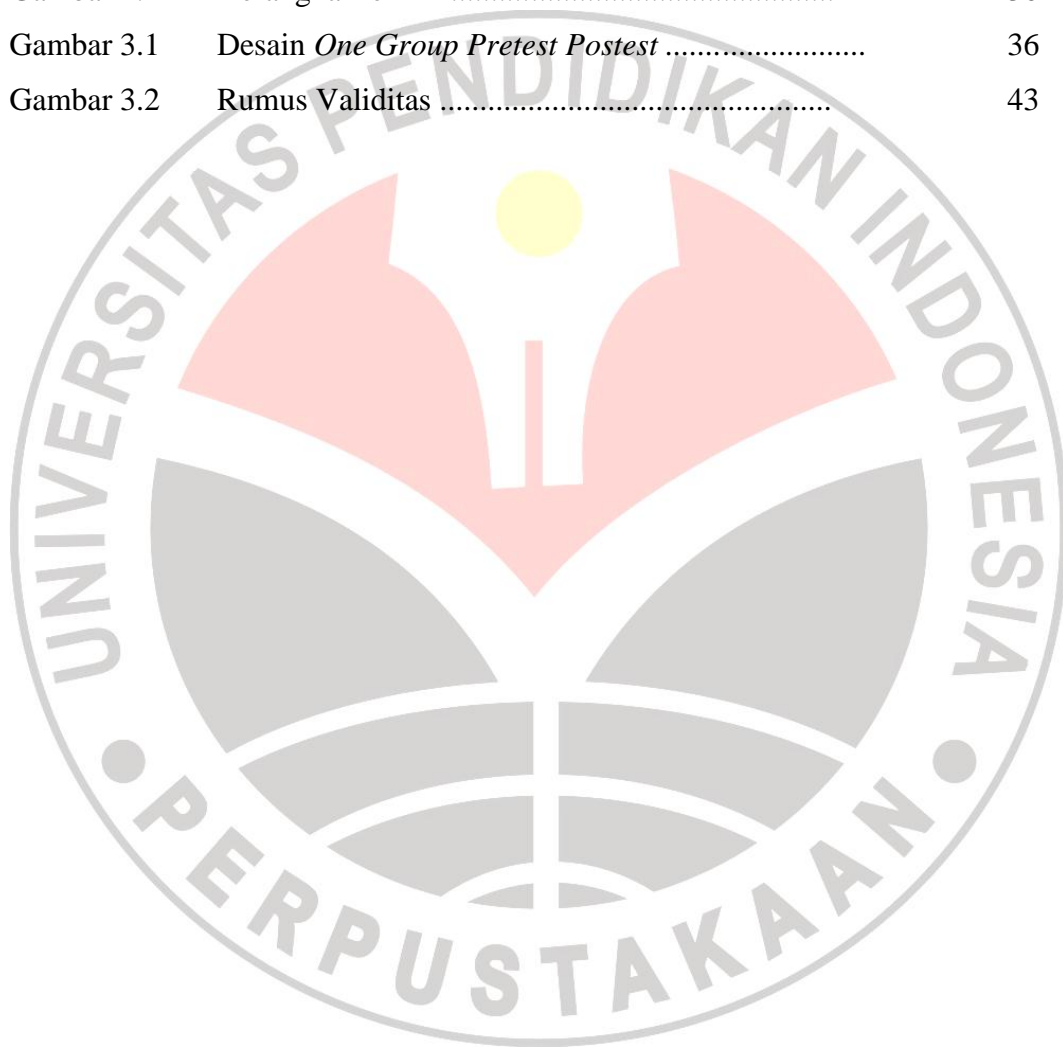 Gambar 3.1 Desain One Group Pretest Postest .......................... 36
Gambar 3.2 Rumus Validitas ................................................... 43
UNIVERSITAS PENDIDIKAN INDONESIA
PERPUSTAKAAN